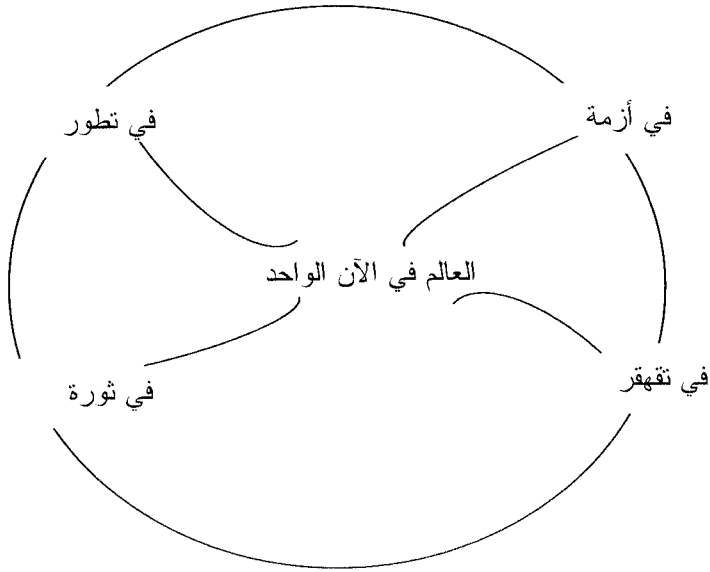 في أزمة
في تطور
العالم في الآن الواحد
في تقهقر
في ثورة